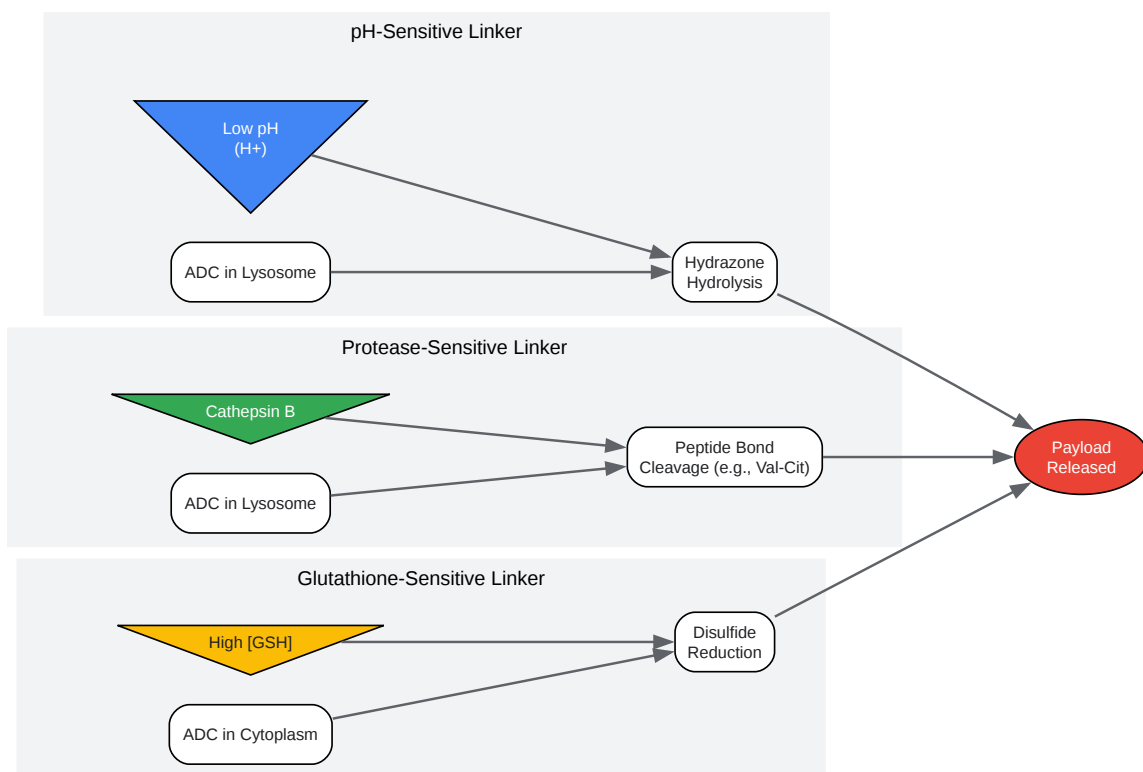 pH-Sensitive Linker
Low pH
(H+)
ADC in Lysosome
Hydrazone
Hydrolysis
Protease-Sensitive Linker
Cathepsin B
ADC in Lysosome
Peptide Bond
Cleavage (e.g., Val-Cit)
Payload
Released
Glutathione-Sensitive Linker
High [GSH]
ADC in Cytoplasm
Disulfide
Reduction